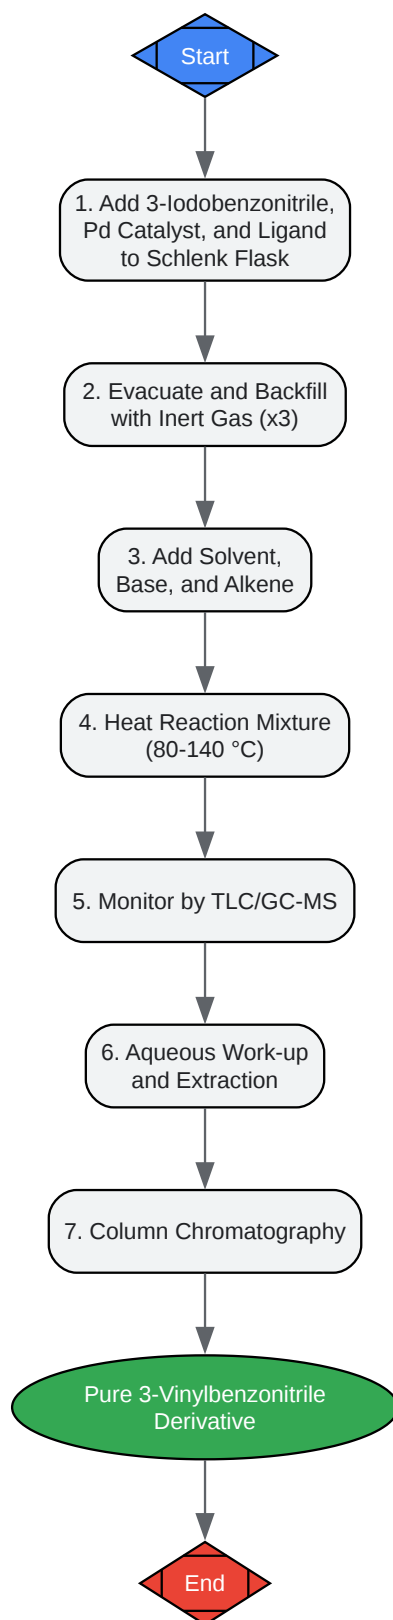 Start
1. Add 3-Iodobenzonitrile,
Pd Catalyst, and Ligand
to Schlenk Flask
2. Evacuate and Backfill
with Inert Gas (x3)
3. Add Solvent,
Base, and Alkene
4. Heat Reaction Mixture
(80-140 °C)
5. Monitor by TLC/GC-MS
6. Aqueous Work-up
and Extraction
7. Column Chromatography
Pure 3-Vinylbenzonitrile
Derivative
End